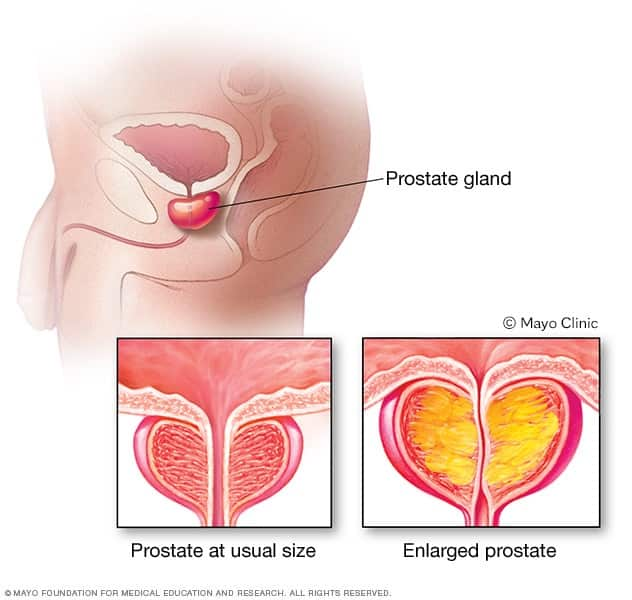 Prostate gland
© Mayo Clinic
Prostate at usual size
Enlarged prostate
© MAYO FOUNDATION FOR MEDICAL EDUCATION AND RESEARCH. ALL RIGHTS RESERVED.